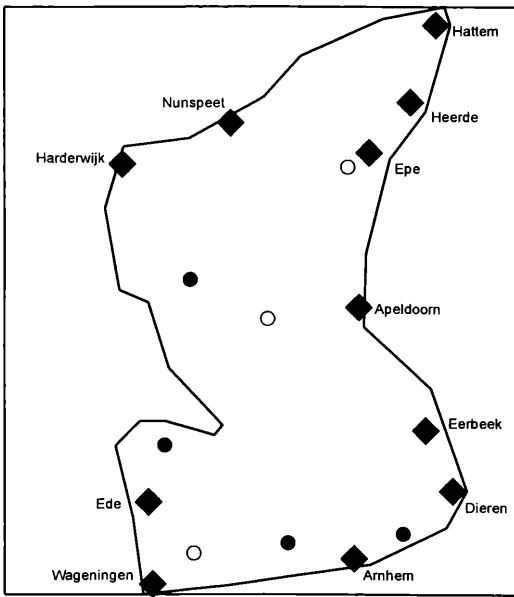 Hattem
Nunspeet
Heerde
Harderwijk
Epe
Apeldoorn
Eerbeek
Ede
Dieren
Wageningen
Arnhem